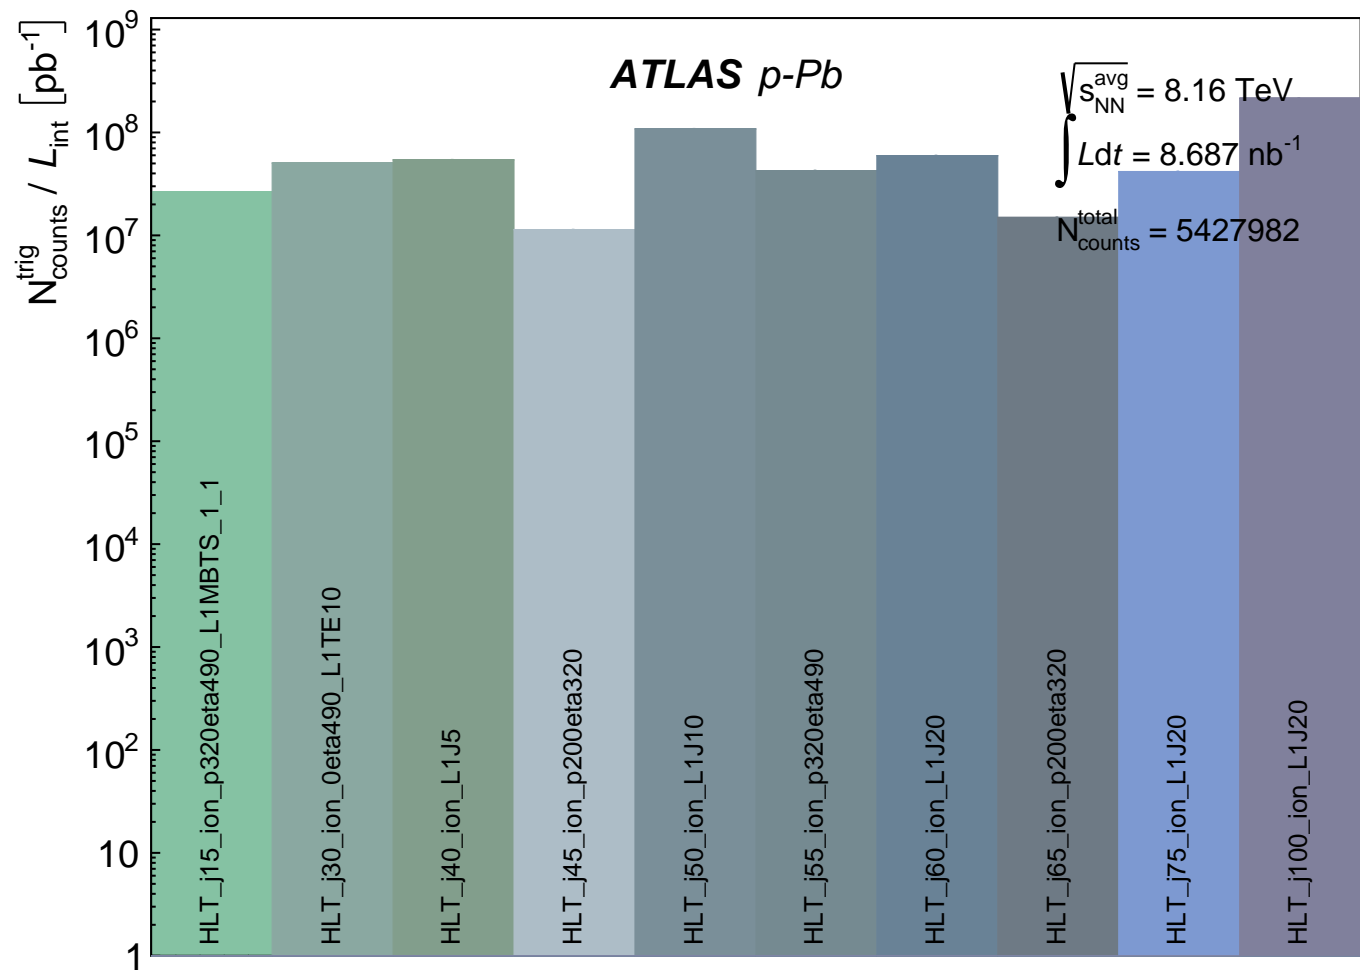 N^trig_counts / L_int [pb^-1]
10^9
10^8
10^7
10^6
10^5
10^4
10^3
10^2
10
1
ATLAS p-Pb
√s^avg_NN = 8.16 TeV
∫Ldt = 8.687 nb^-1
N^total_counts = 5427982
HLT_j15_ion_p320eta490_L1MBTS_1_1
HLT_j30_ion_0eta490_L1TE10
HLT_j40_ion_L1J5
HLT_j45_ion_p200eta320
HLT_j50_ion_L1J10
HLT_j55_ion_p320eta490
HLT_j60_ion_L1J20
HLT_j65_ion_p200eta320
HLT_j75_ion_L1J20
HLT_j100_ion_L1J20